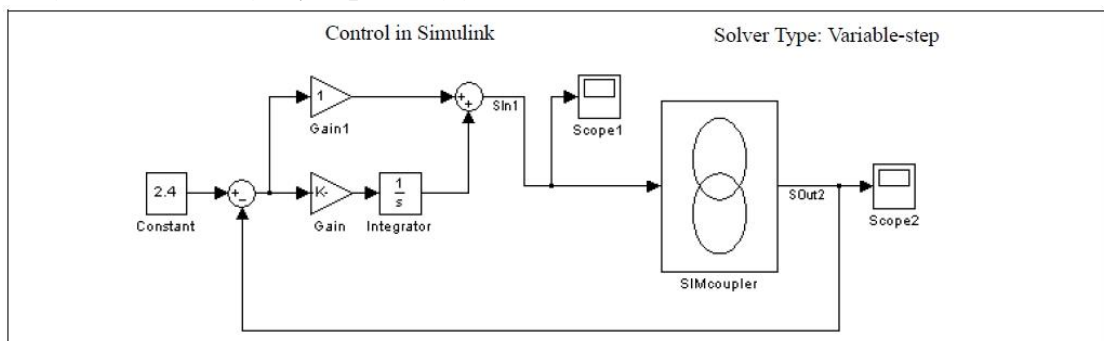 Control in Simulink
Solver Type: Variable-step
1
Gain1
+
+
SIn1
Scope1
2.4
Constant
+
-
K-
Gain
1
s
Integrator
SIMcoupler
SOut2
Scope2